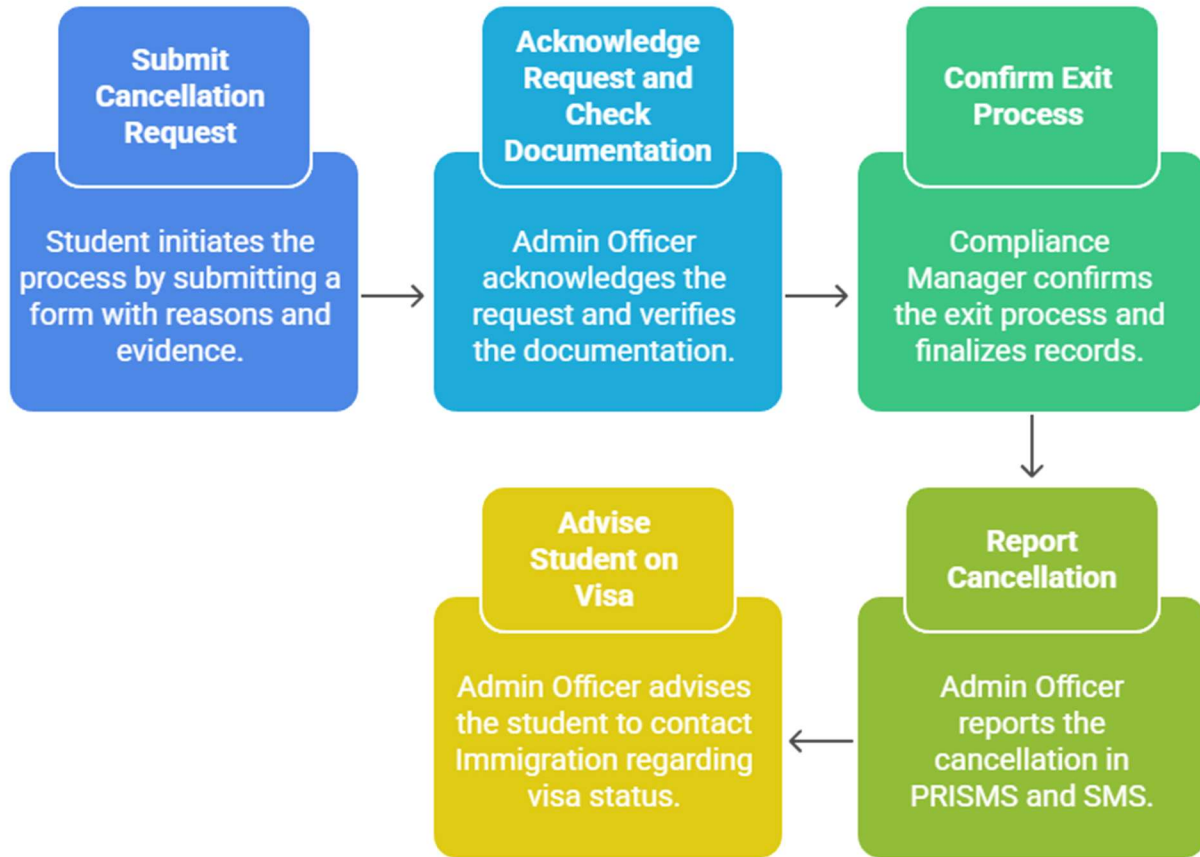 Submit
Cancellation
Request
Student initiates the
process by submitting a
form with reasons and
evidence.
Acknowledge
Request and
Check
Documentation
Admin Officer
acknowledges the
request and verifies
the documentation.
Confirm Exit
Process
Compliance
Manager confirms
the exit process and
finalizes records.
Report
Cancellation
Admin Officer
reports the
cancellation in
PRISMS and SMS.
Advise
Student on
Visa
Admin Officer advises
the student to contact
Immigration regarding
visa status.